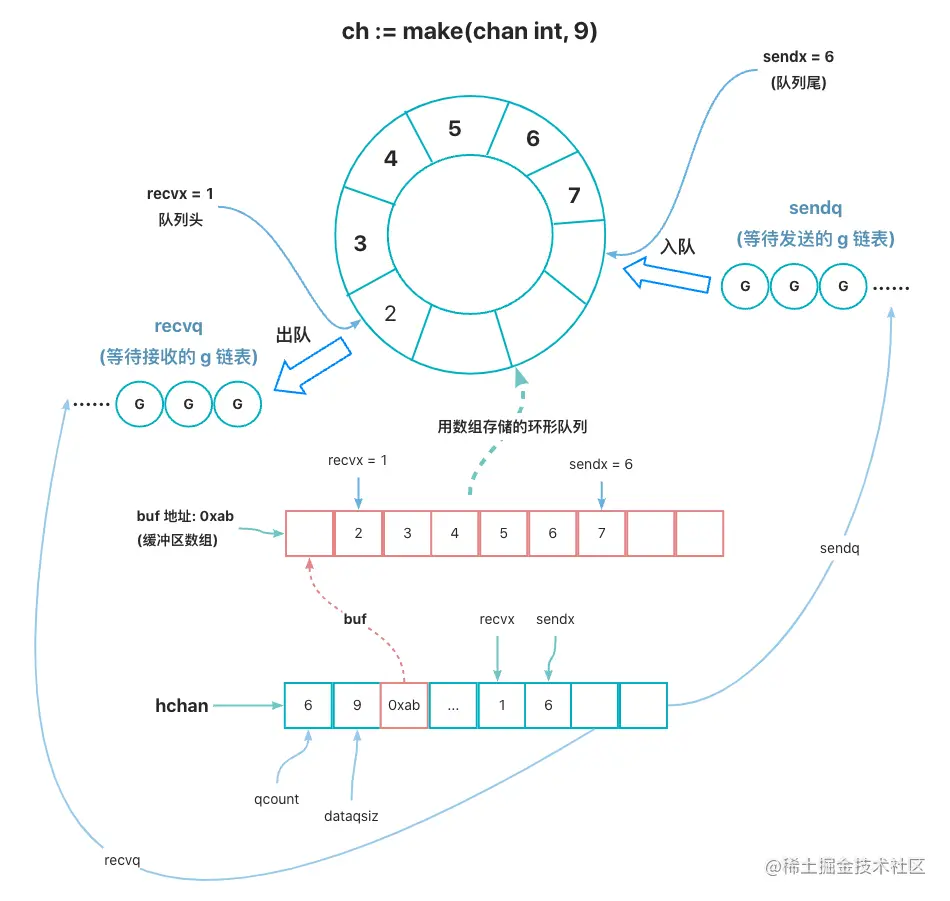 ch := make(chan int, 9)
sendx = 6
(队列尾)
5
6
4
7
recvx = 1
队列头
sendq
(等待发送的 g 链表)
3
入队
G
G
G
......
2
recvq
(等待接收的 g 链表)
出队
......
G
G
G
用数组存储的环形队列
recvx = 1
sendx = 6
buf 地址: 0xab
(缓冲区数组)
2
3
4
5
6
7
sendq
buf
recvx
sendx
hchan
6
9
0xab
...
1
6
qcount
dataqsiz
recvq
@稀土掘金技术社区